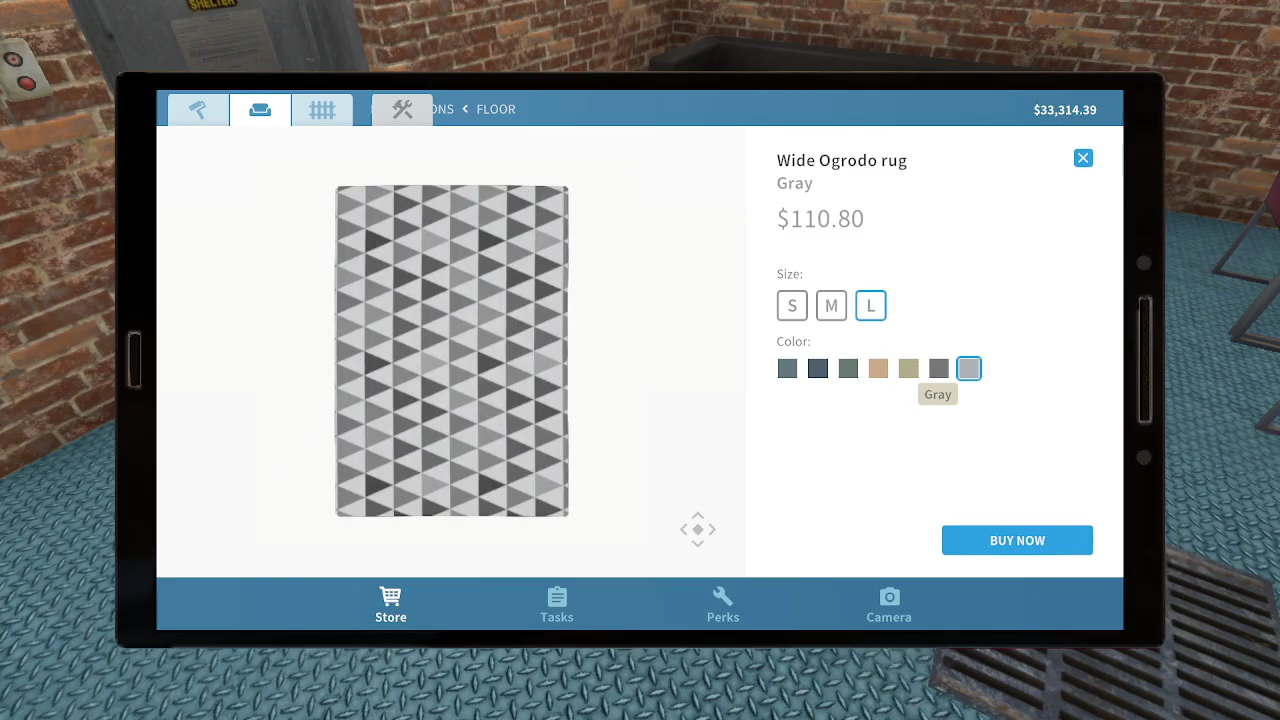 SHELTER
ONS < FLOOR
$33,314.39
Wide Ogrodo rug
Gray
$110.80
Size:
S M L
Color:
Gray
BUY NOW
Store
Tasks
Perks
Camera